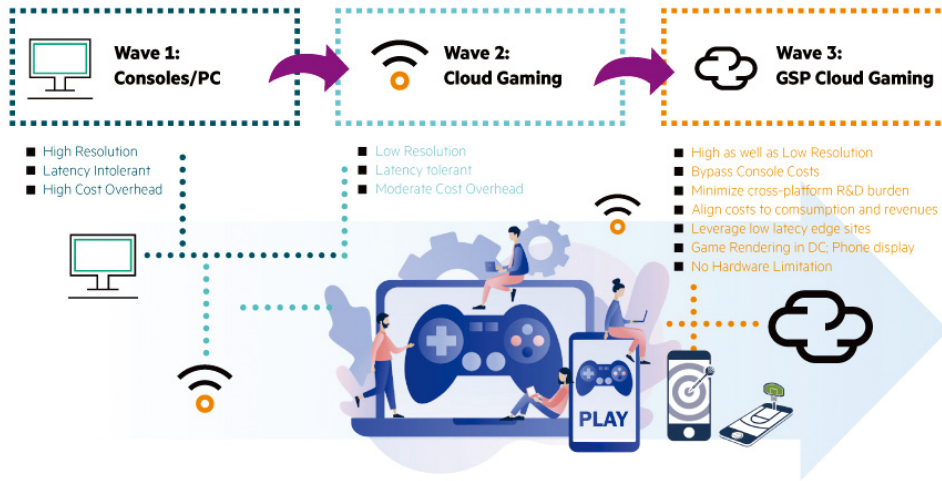 Wave 1:
Consoles/PC
Wave 2:
Cloud Gaming
Wave 3:
GSP Cloud Gaming
High Resolution
Latency Intolerant
High Cost Overhead
Low Resolution
Latency tolerant
Moderate Cost Overhead
High as well as Low Resolution
Bypass Console Costs
Minimize cross-platform R&D burden
Align costs to comsumption and revenues
Leverage low latecy edge sites
Game Rendering in DC; Phone display
No Hardware Limitation
PLAY